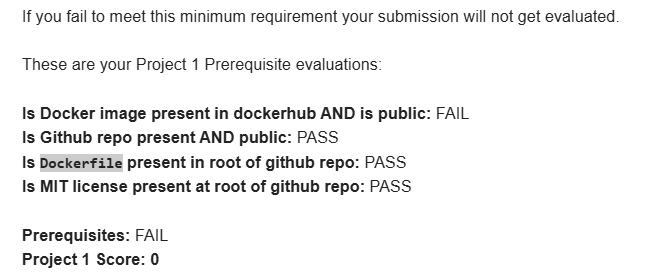 If you fail to meet this minimum requirement your submission will not get evaluated.
These are your Project 1 Prerequisite evaluations:
Is Docker image present in dockerhub AND is public: FAIL
Is Github repo present AND public: PASS
Is Dockerfile present in root of github repo: PASS
Is MIT license present at root of github repo: PASS
Prerequisites: FAIL
Project 1 Score: 0